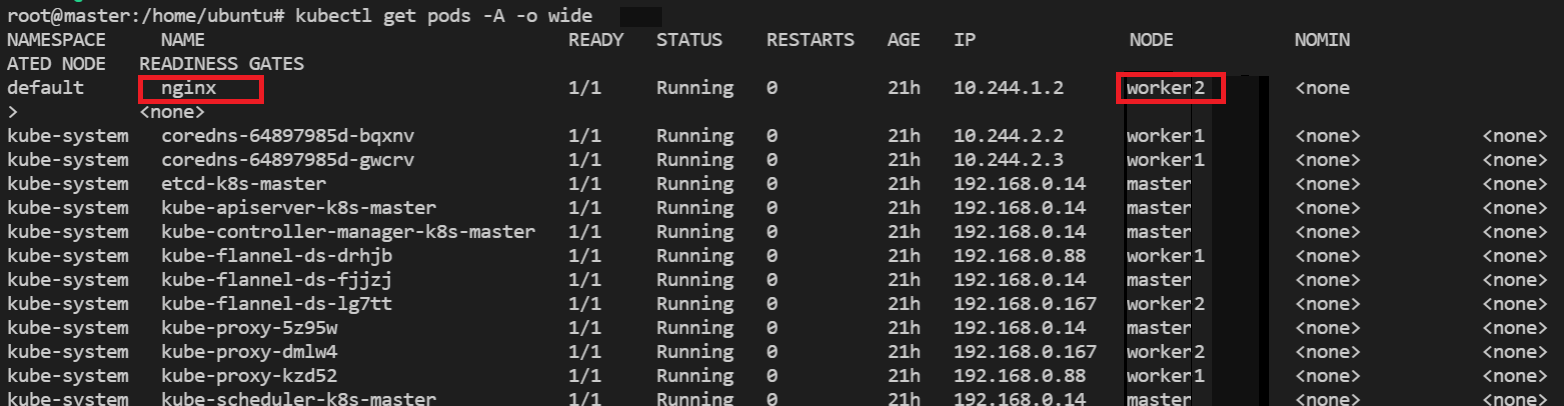 root@master:/home/ubuntu# kubectl get pods -A -o wide
NAMESPACE NAME READY STATUS RESTARTS AGE IP NODE NOMIN
ATED NODE READINESS GATES
default nginx 1/1 Running 0 21h 10.244.1.2 worker2 <none
> <none>
kube-system coredns-64897985d-bqxnv 1/1 Running 0 21h 10.244.2.2 worker1 <none> <none>
kube-system coredns-64897985d-gwcrv 1/1 Running 0 21h 10.244.2.3 worker1 <none> <none>
kube-system etcd-k8s-master 1/1 Running 0 21h 192.168.0.14 master <none> <none>
kube-system kube-apiserver-k8s-master 1/1 Running 0 21h 192.168.0.14 master <none> <none>
kube-system kube-controller-manager-k8s-master 1/1 Running 0 21h 192.168.0.14 master <none> <none>
kube-system kube-flannel-ds-drhjb 1/1 Running 0 21h 192.168.0.88 worker1 <none> <none>
kube-system kube-flannel-ds-fjjzj 1/1 Running 0 21h 192.168.0.14 master <none> <none>
kube-system kube-flannel-ds-lg7tt 1/1 Running 0 21h 192.168.0.167 worker2 <none> <none>
kube-system kube-proxy-5z95w 1/1 Running 0 21h 192.168.0.14 master <none> <none>
kube-system kube-proxy-dmlw4 1/1 Running 0 21h 192.168.0.167 worker2 <none> <none>
kube-system kube-proxy-kzd52 1/1 Running 0 21h 192.168.0.88 worker1 <none> <none>
kube-system kube-scheduler-k8s-master 1/1 Running 0 21h 192.168.0.14 master <none> <none>